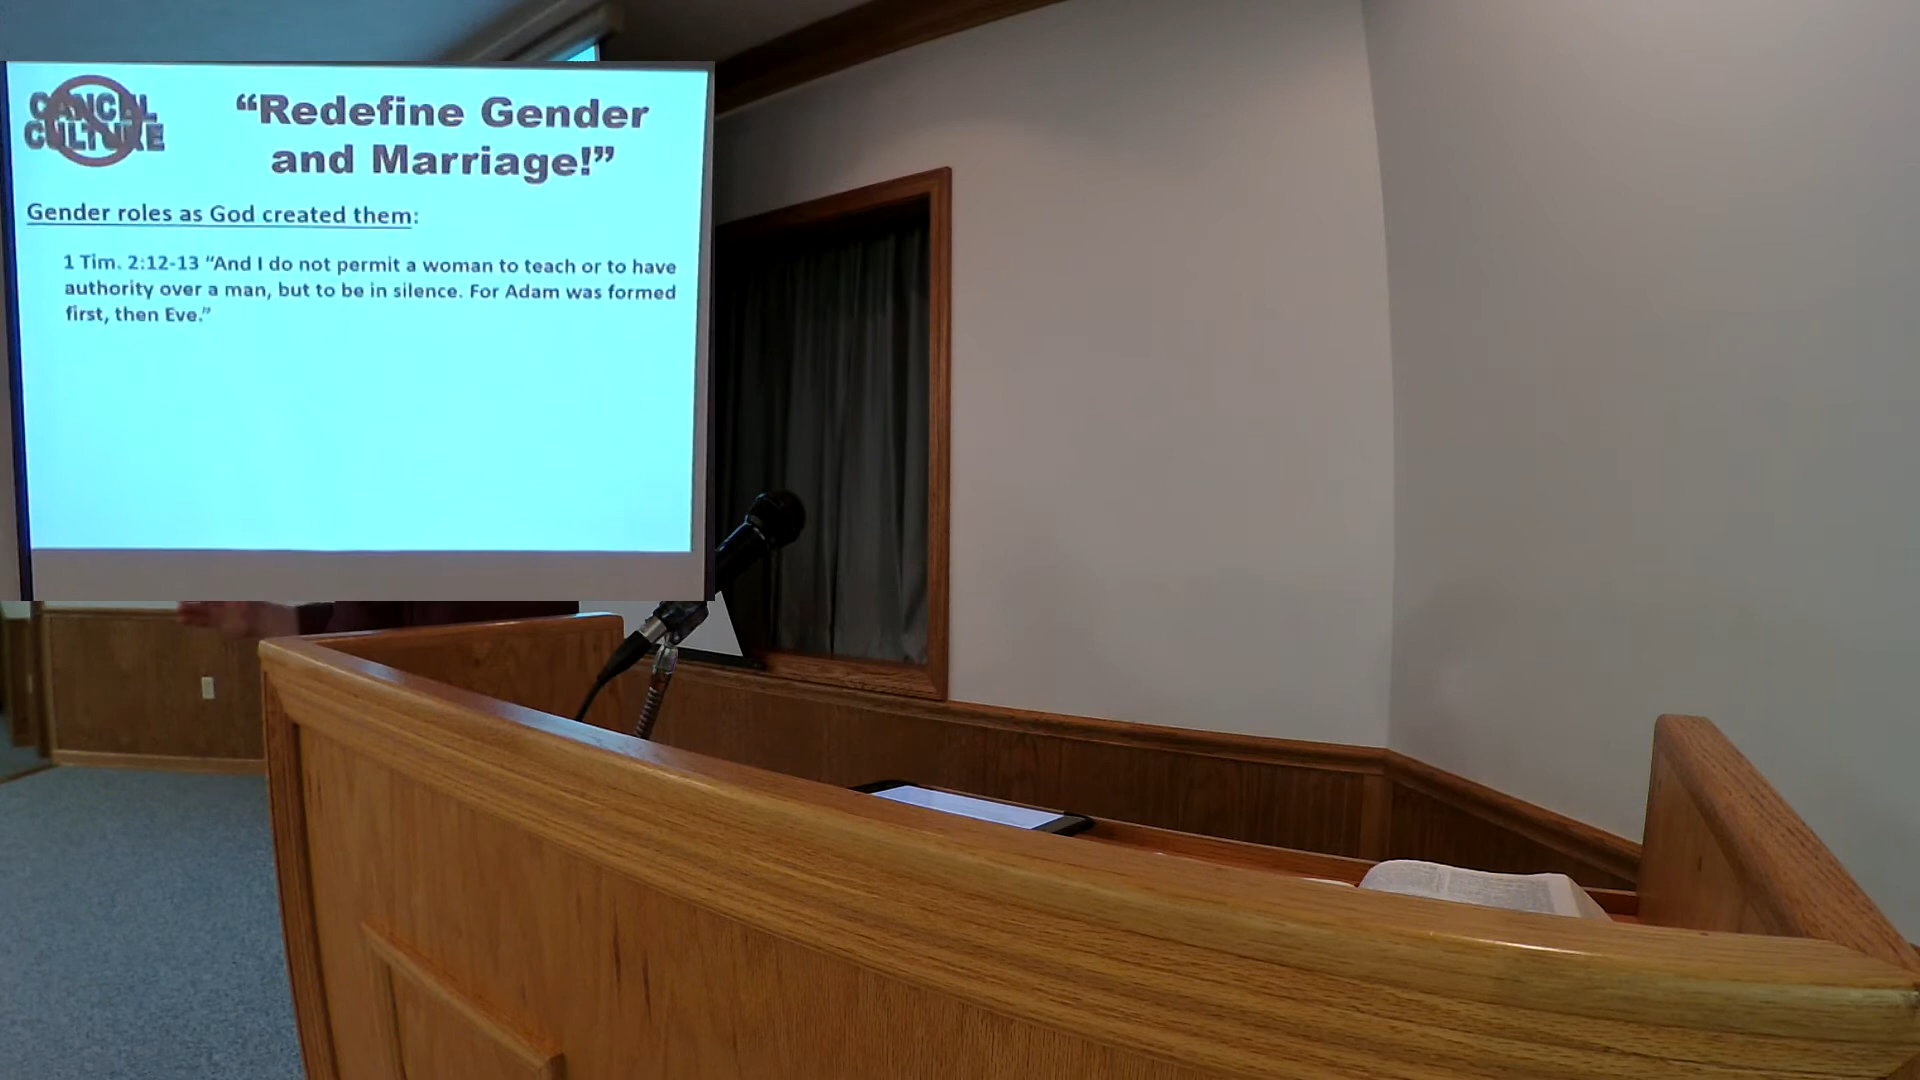 CANCEL
CULTURE
“Redefine Gender
and Marriage!”
Gender roles as God created them:
1 Tim. 2:12-13 “And I do not permit a woman to teach or to have
authority over a man, but to be in silence. For Adam was formed
first, then Eve.”